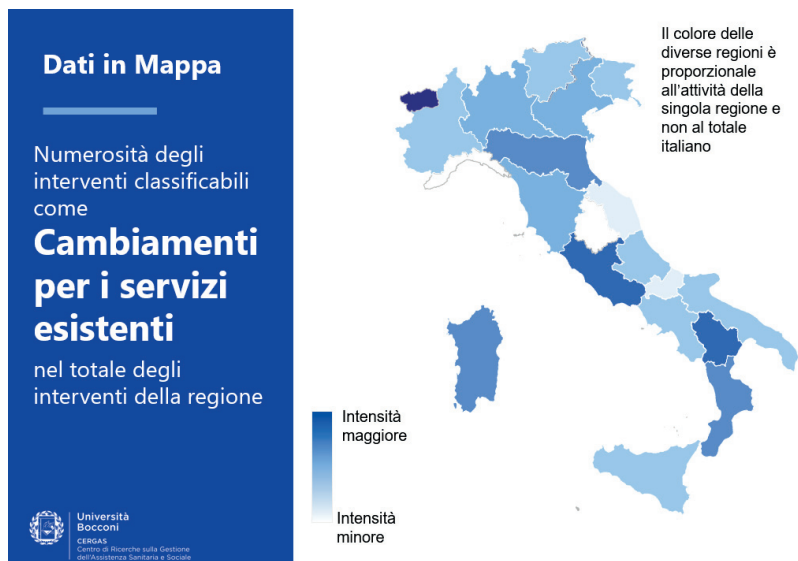 Dati in Mappa
Numerosità degli
interventi classificabili
come
Cambiamenti
per i servizi
esistenti
nel totale degli
interventi della regione
Università
Bocconi
CERGAS
Centro di Ricerche sulla Gestione
dell'Assistenza Sanitaria e Sociale
Il colore delle
diverse regioni è
proporzionale
all'attività della
singola regione e
non al totale
italiano
Intensità
maggiore
Intensità
minore